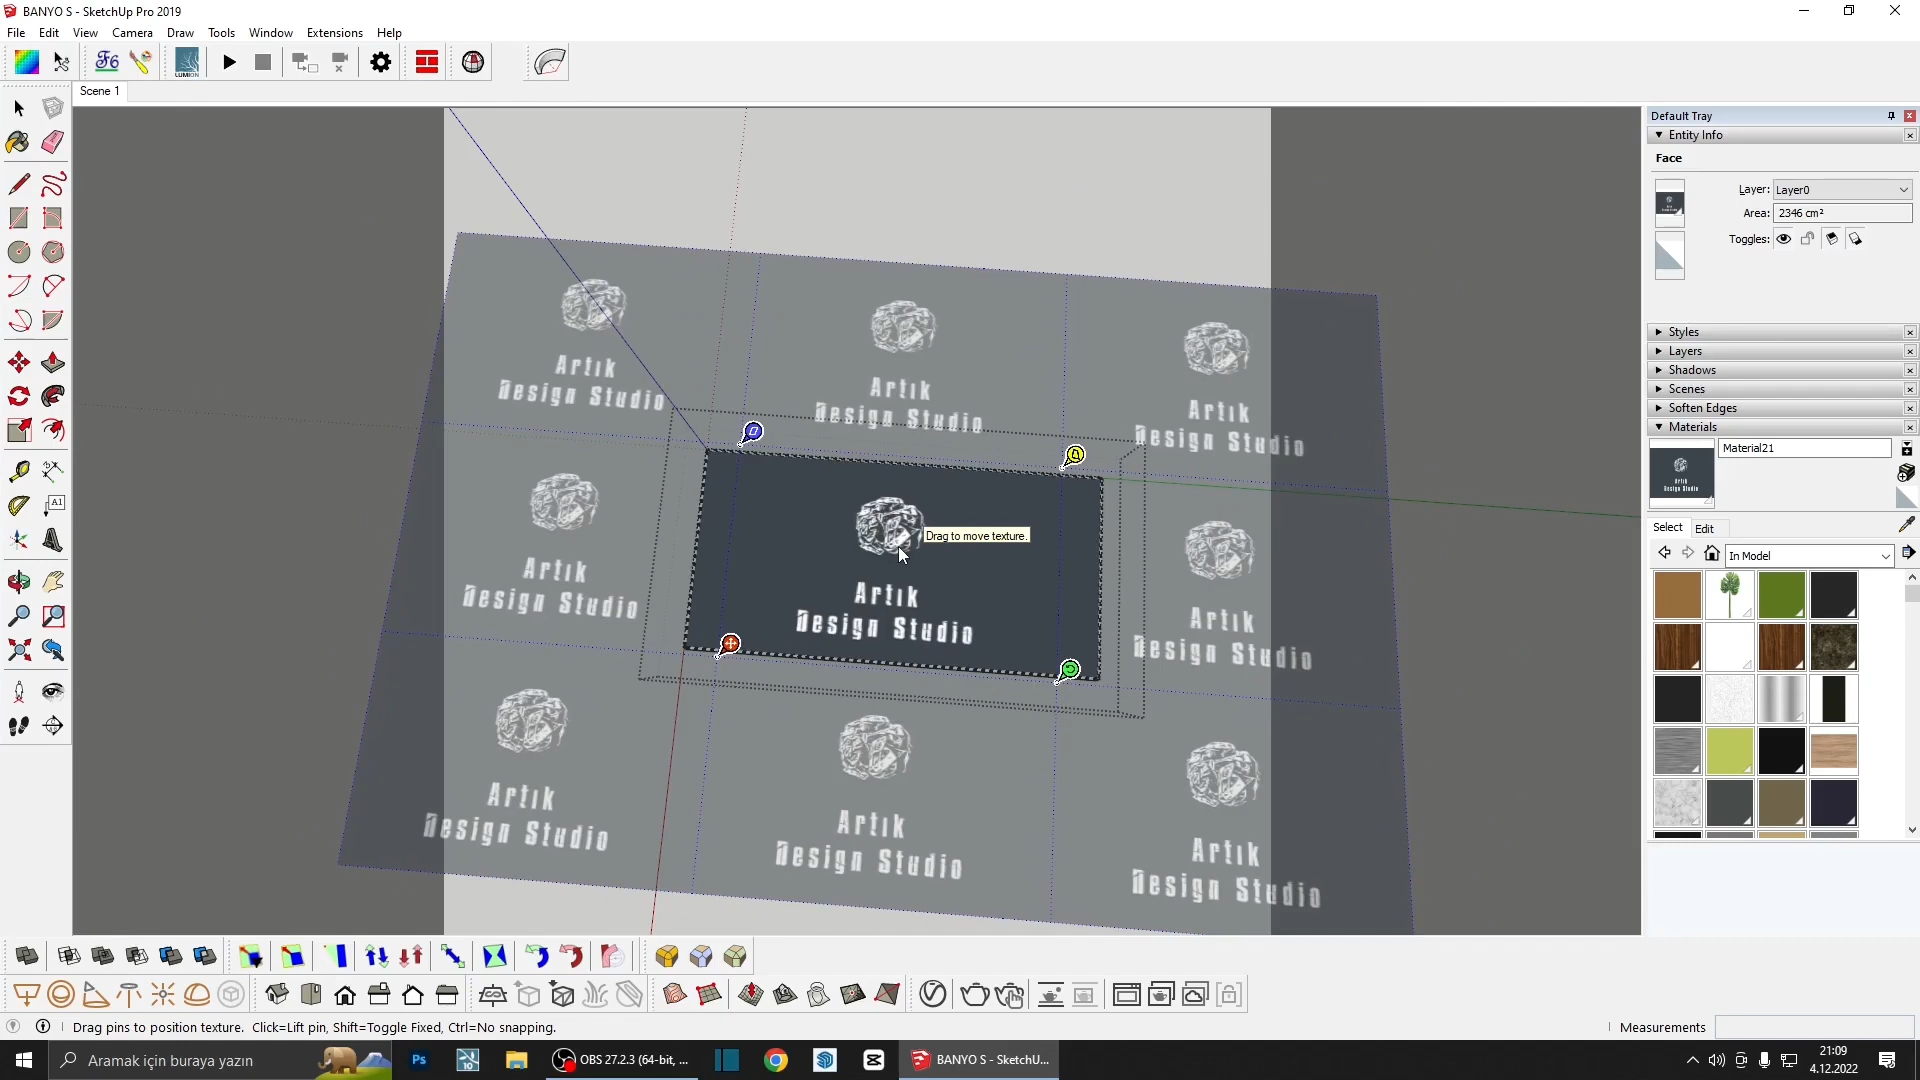 BANYO S - SketchUp Pro 2019
File Edit View Camera Draw Tools Window Extensions Help
LUMION
Scene 1
Default Tray
Entity Info
Face
Layer: Layer0
Area: 2346 cm²
Toggles:
Styles
Layers
Shadows
Scenes
Soften Edges
Materials
Material21
Select Edit
In Model
Artık
Design Studio
Artık
Design Studio
Artık
Design Studio
Artık
Design Studio
Drag to move texture.
Artık
Design Studio
Artık
Design Studio
Artık
Design Studio
Artık
Design Studio
Artık
Design Studio
Drag pins to position texture. Click=Lift pin, Shift=Toggle Fixed, Ctrl=No snapping.
Measurements
Aramak için buraya yazın
Ps
10
OBS 27.2.3 (64-bit, ...
BANYO S - SketchU...
21:09
4.12.2022